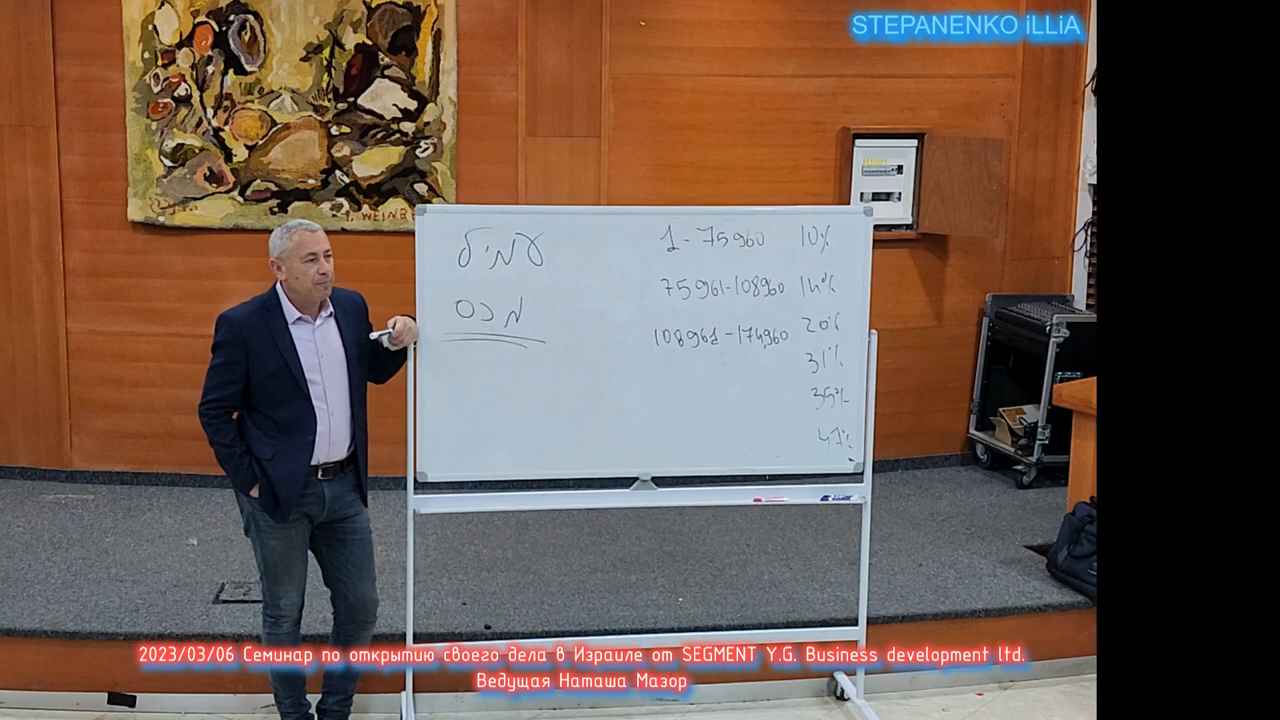 STEPANENKO iLLiA
I. WEINBE
עמיל
מכס
1-75960 10%
75961-108960 14%
108961-174960 20%
31%
35%
47%
2023/03/06 Семинар по открытию своего дела в Израиле от SEGMENT Y.G. Business development ltd.
Ведущая Наташа Мазор